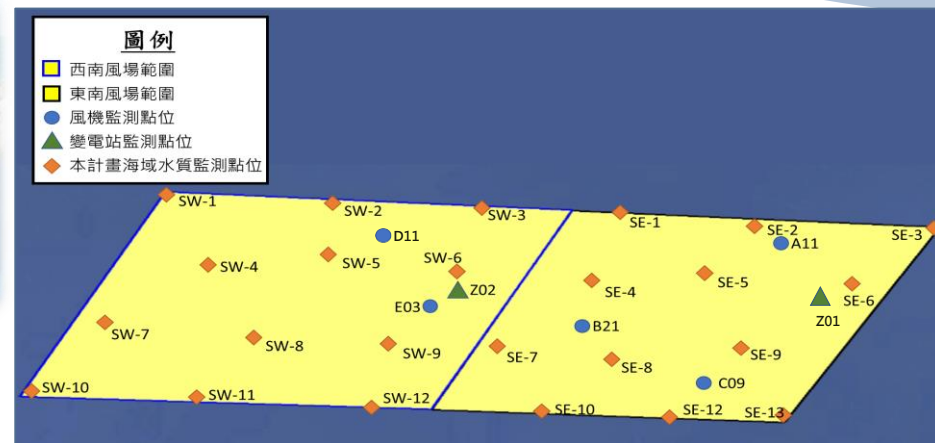 圖例
西南風場範圍
東南風場範圍
風機監測點位
變電站監測點位
本計畫海域水質監測點位
SW-1
SW-2
SW-3
SE-1
SE-2
SE-3
D11
A11
SW-4
SW-5
SW-6
SE-4
SE-5
SE-6
Z02
E03
Z01
SW-7
B21
SW-8
SW-9
SE-7
SE-8
SE-9
C09
SW-10
SW-11
SW-12
SE-10
SE-12
SE-13